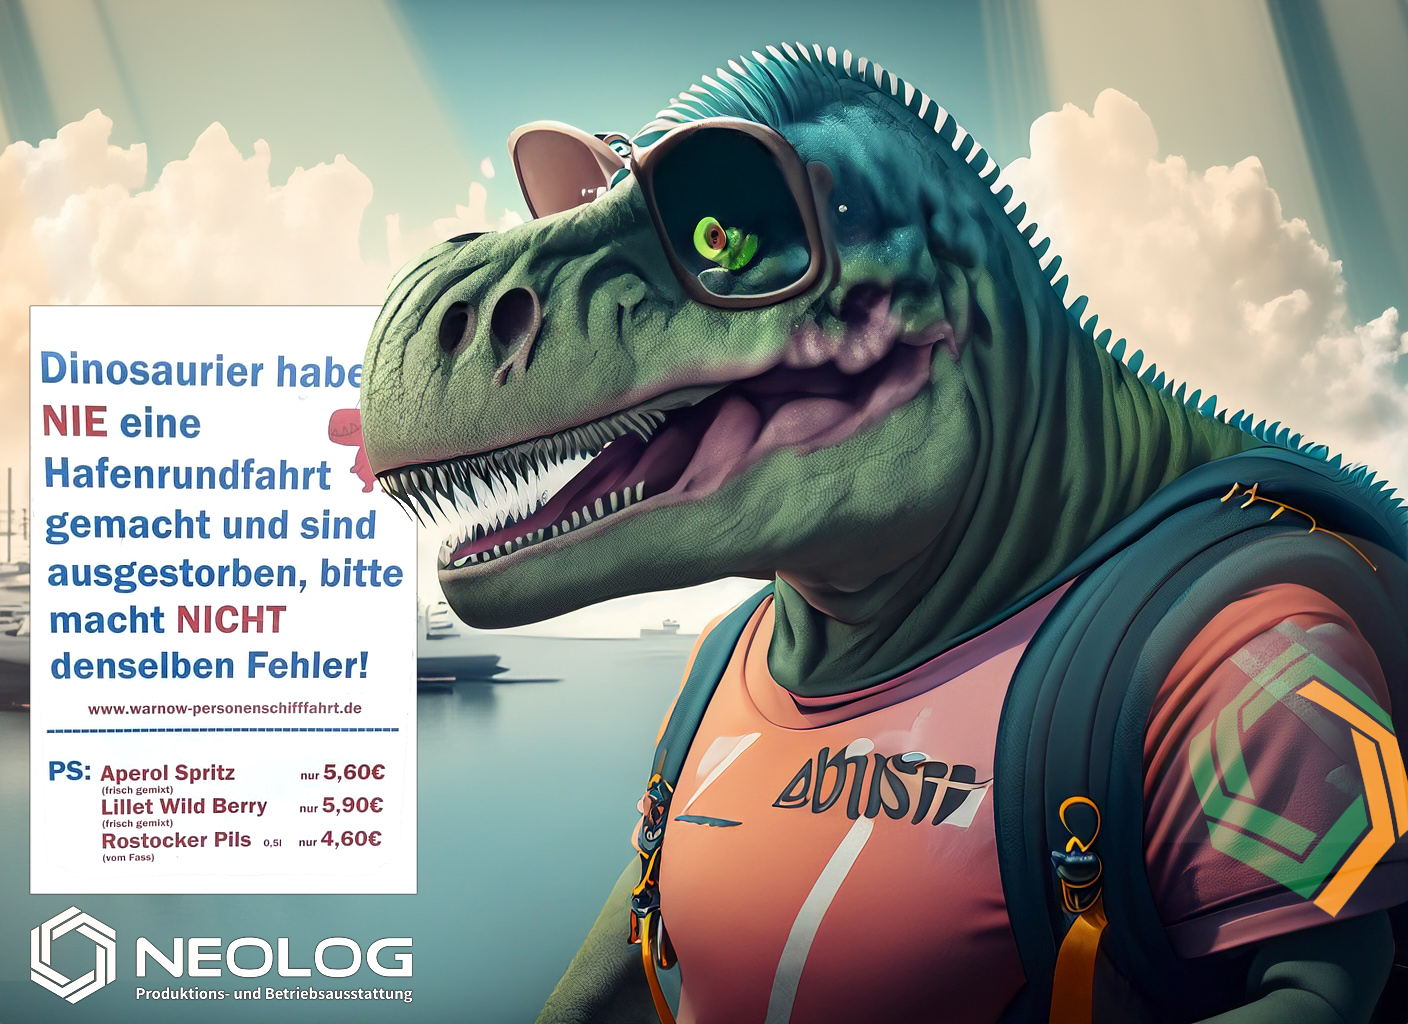 Dinosaurier habe
NIE eine
Hafenrundfahrt
gemacht und sind
ausgestorben, bitte
macht NICHT
denselben Fehler!
www.warnow-personenschifffahrt.de
PS: Aperol Spritz nur 5,60€
(frisch gemixt)
Lillet Wild Berry nur 5,90€
(frisch gemixt)
Rostocker Pils 0,5l nur 4,60€
(vom Fass)
NEOLOG
Produktions- und Betriebsausstattung